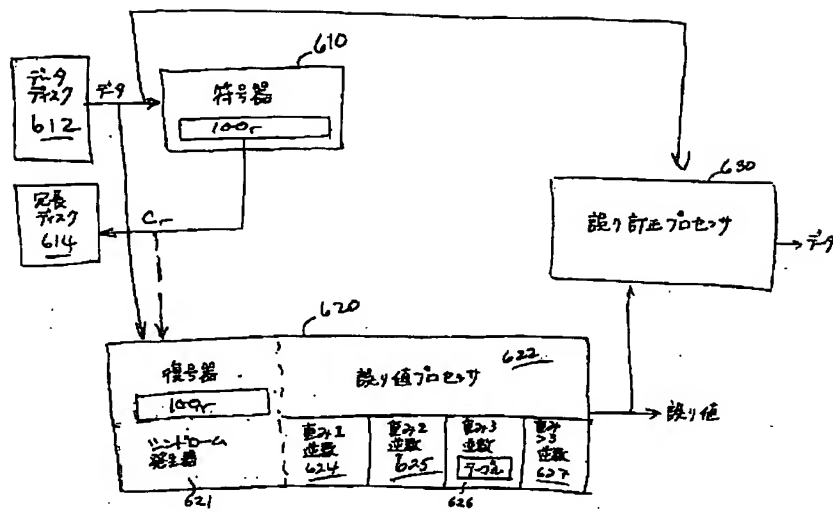 610
データ
ディスク
612
データ
符号器
100r
冗長
ディスク
614
Cr
630
誤り訂正プロセッサ
データ
620
復号器
100r
シンドローム
発生器
621
誤り値プロセッサ
622
誤り値
重み1
逆数
624
重み2
逆数
625
重み3
逆数
テーブル
626
重み
>3
逆数
627